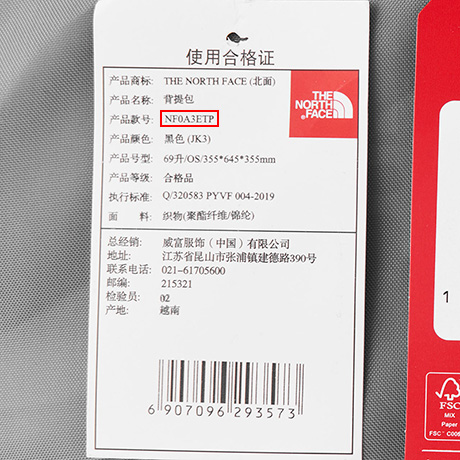 使用合格证
产品商标: THE NORTH FACE (北面)
产品名称: 背提包
产品款号: NF0A3ETP
产品颜色: 黑色 (JK3)
产品号型: 69升/OS/355*645*355mm
产品等级: 合格品
执行标准: Q/320583 PYVF 004-2019
面 料: 织物(聚酯纤维/锦纶)
THE
NORTH
FACE
总经销: 威富服饰（中国）有限公司
地址: 江苏省昆山市张浦镇建德路390号
联系电话: 021-61705600
邮编: 215321
检验员: 02
产地: 越南
6 907096 293573
1
FSC
MIX
Paper
FSC™ C005